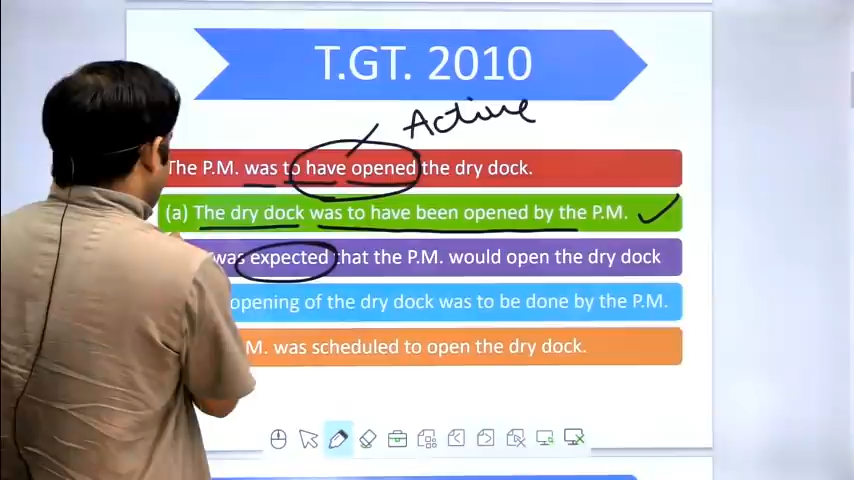 T.GT. 2010
Active
The P.M. was to have opened the dry dock.
(a) The dry dock was to have been opened by the P.M.
was expected that the P.M. would open the dry dock
opening of the dry dock was to be done by the P.M.
M. was scheduled to open the dry dock.